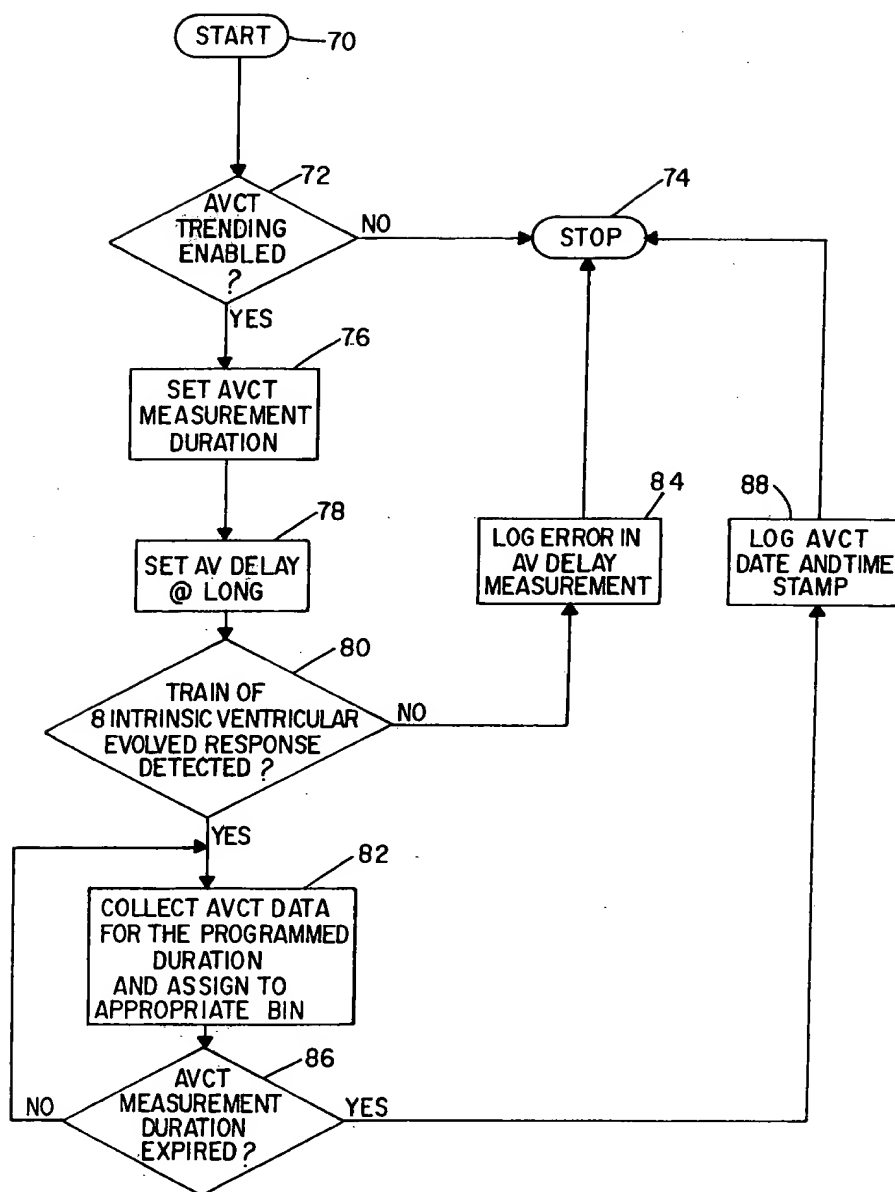 START
70
72
AVCT
TRENDING
ENABLED
?
NO
74
STOP
YES
76
SET AVCT
MEASUREMENT
DURATION
78
SET AV DELAY
@ LONG
84
LOG ERROR IN
AV DELAY
MEASUREMENT
88
LOG AVCT
DATE AND TIME
STAMP
80
TRAIN OF
8 INTRINSIC VENTRICULAR
EVOLVED RESPONSE
DETECTED ?
NO
YES
82
COLLECT AVCT DATA
FOR THE PROGRAMMED
DURATION
AND ASSIGN TO
APPROPRIATE BIN
86
AVCT
MEASUREMENT
DURATION
EXPIRED ?
NO
YES